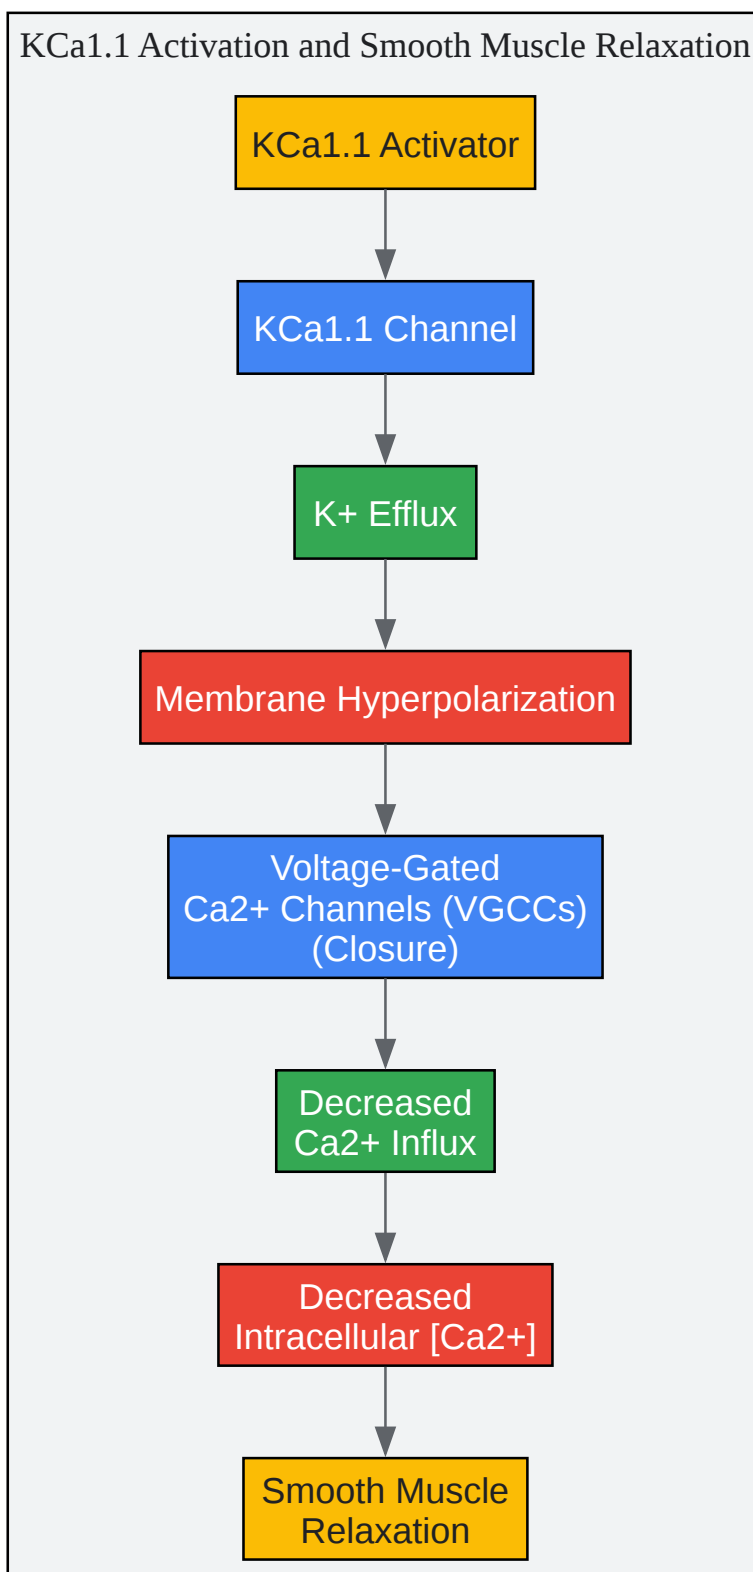 KCa1.1 Activation and Smooth Muscle Relaxation
KCa1.1 Activator
KCa1.1 Channel
K+ Efflux
Membrane Hyperpolarization
Voltage-Gated
Ca2+ Channels (VGCCs)
(Closure)
Decreased
Ca2+ Influx
Decreased
Intracellular [Ca2+]
Smooth Muscle
Relaxation